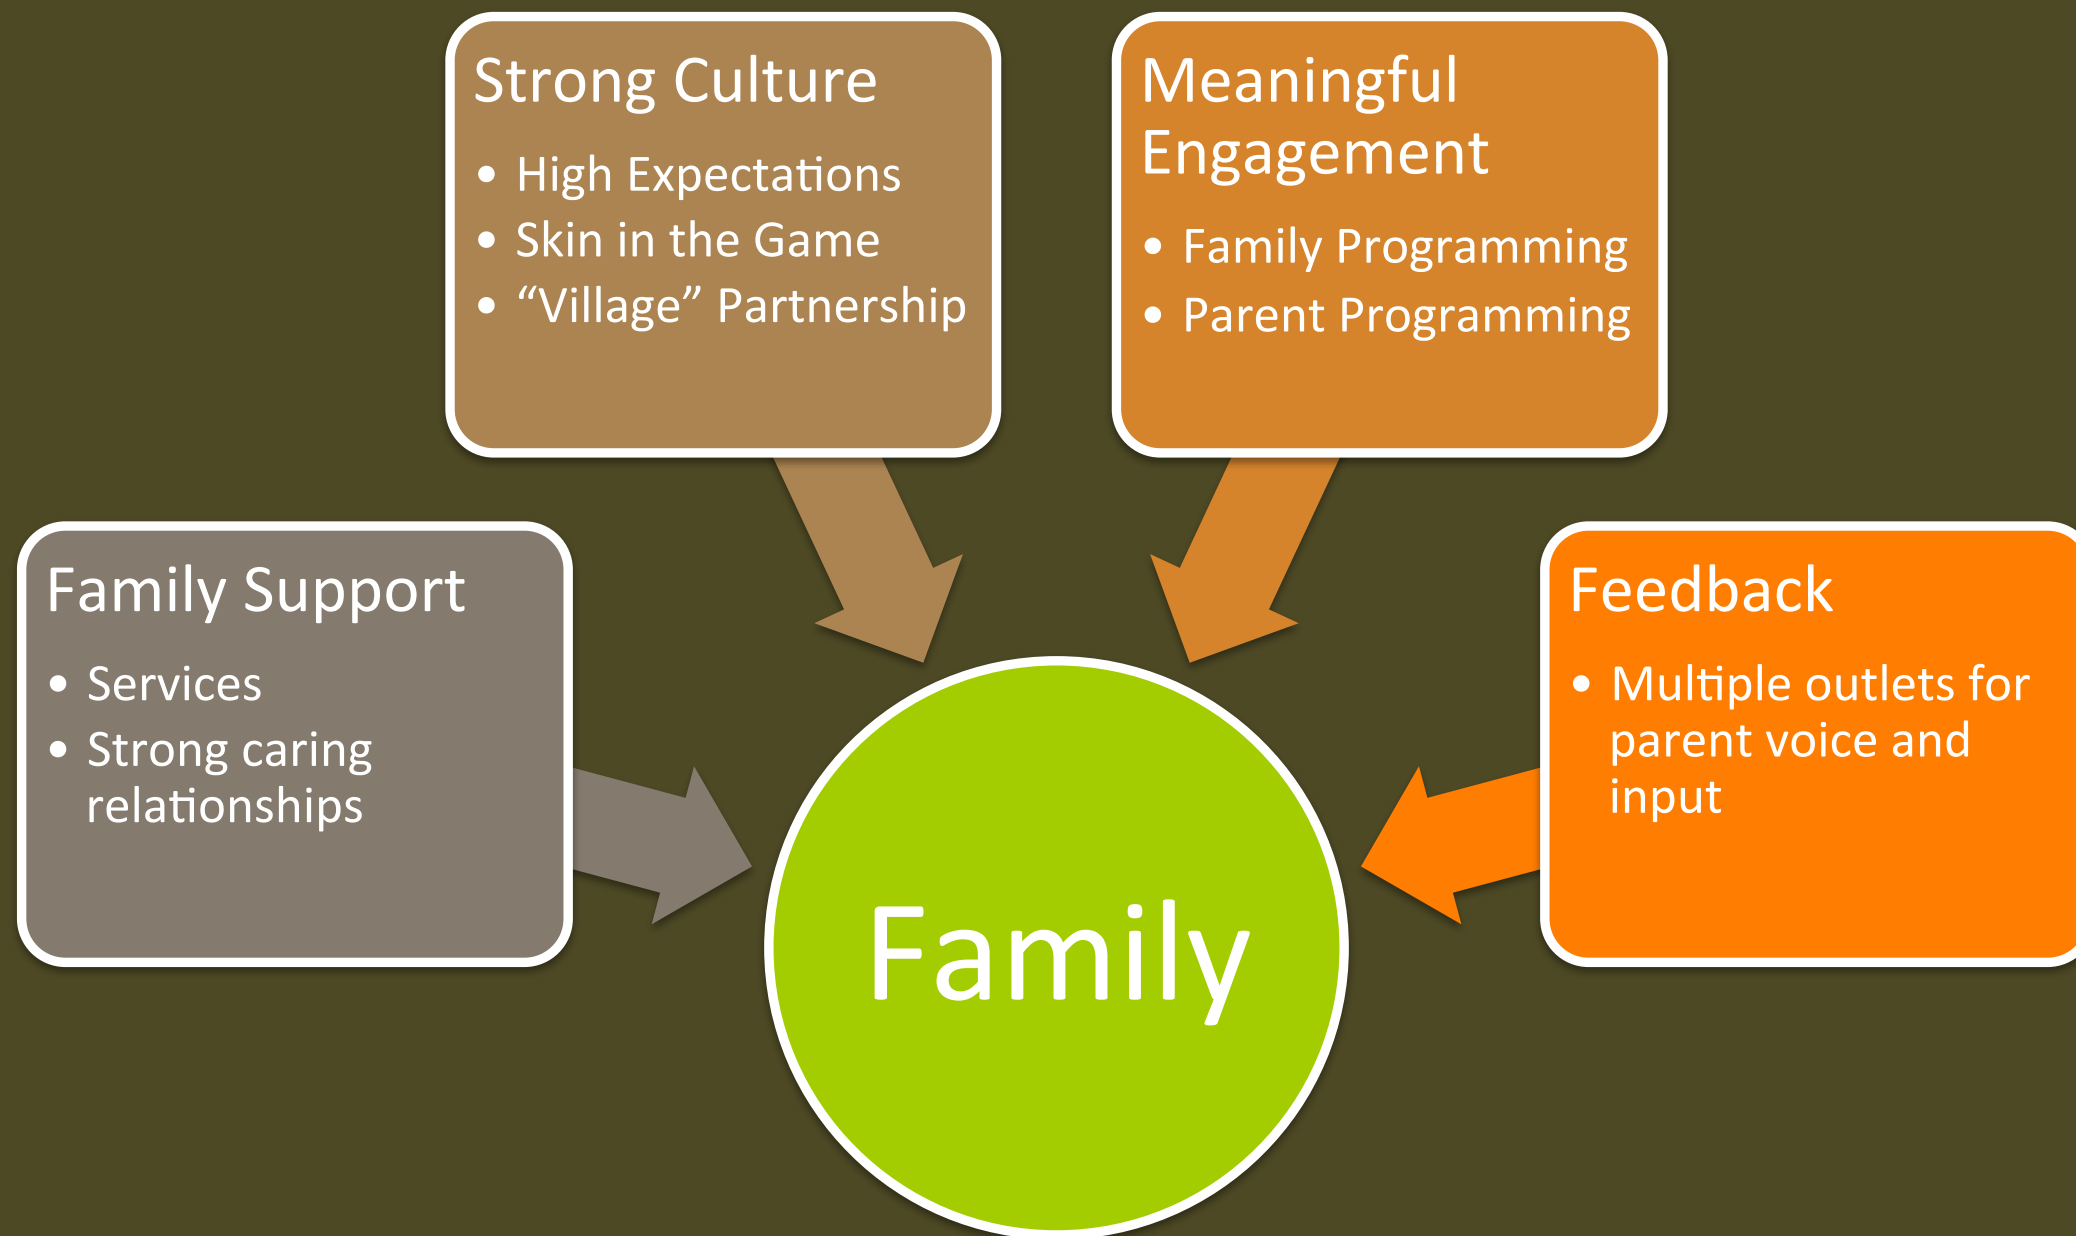 Strong Culture
• High Expectations
• Skin in the Game
• “Village” Partnership
Meaningful
Engagement
• Family Programming
• Parent Programming
Family Support
• Services
• Strong caring
relationships
Feedback
• Multiple outlets for
parent voice and
input
Family